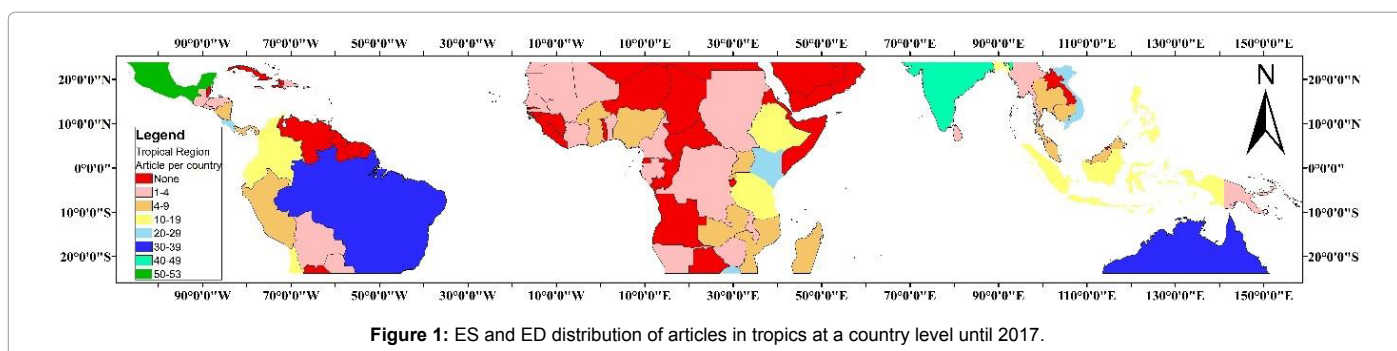 90°0'0"W 70°0'0"W 50°0'0"W 30°0'0"W 10°0'0"W 10°0'0"E 30°0'0"E 50°0'0"E 70°0'0"E 90°0'0"E 110°0'0"E 130°0'0"E 150°0'0"E
20°0'0"N 20°0'0"N
N
10°0'0"N 10°0'0"N
0°0'0" 0°0'0"
10°0'0"S 10°0'0"S
20°0'0"S 20°0'0"S
Legend
Tropical Region
Article per country
None
1-4
4-9
10-19
20-29
30-39
40-49
50-53
90°0'0"W 70°0'0"W 50°0'0"W 30°0'0"W 10°0'0"W 10°0'0"E 30°0'0"E 50°0'0"E 70°0'0"E 90°0'0"E 110°0'0"E 130°0'0"E 150°0'0"E
Figure 1: ES and ED distribution of articles in tropics at a country level until 2017.